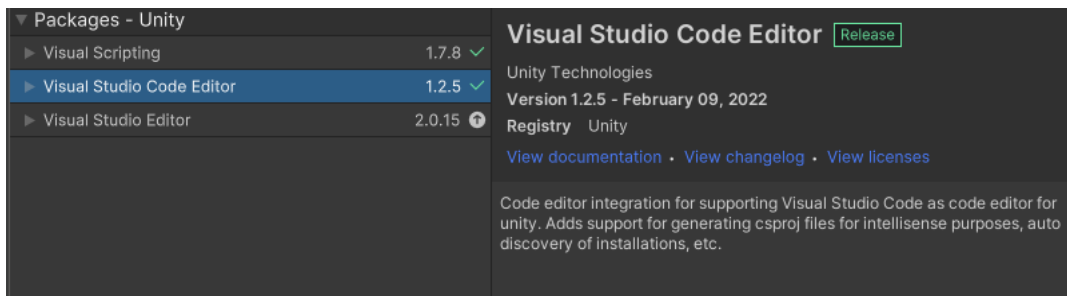 Packages - Unity
Visual Scripting 1.7.8
Visual Studio Code Editor 1.2.5
Visual Studio Editor 2.0.15
Visual Studio Code Editor Release
Unity Technologies
Version 1.2.5 - February 09, 2022
Registry Unity
View documentation • View changelog • View licenses
Code editor integration for supporting Visual Studio Code as code editor for
unity. Adds support for generating csproj files for intellisense purposes, auto
discovery of installations, etc.